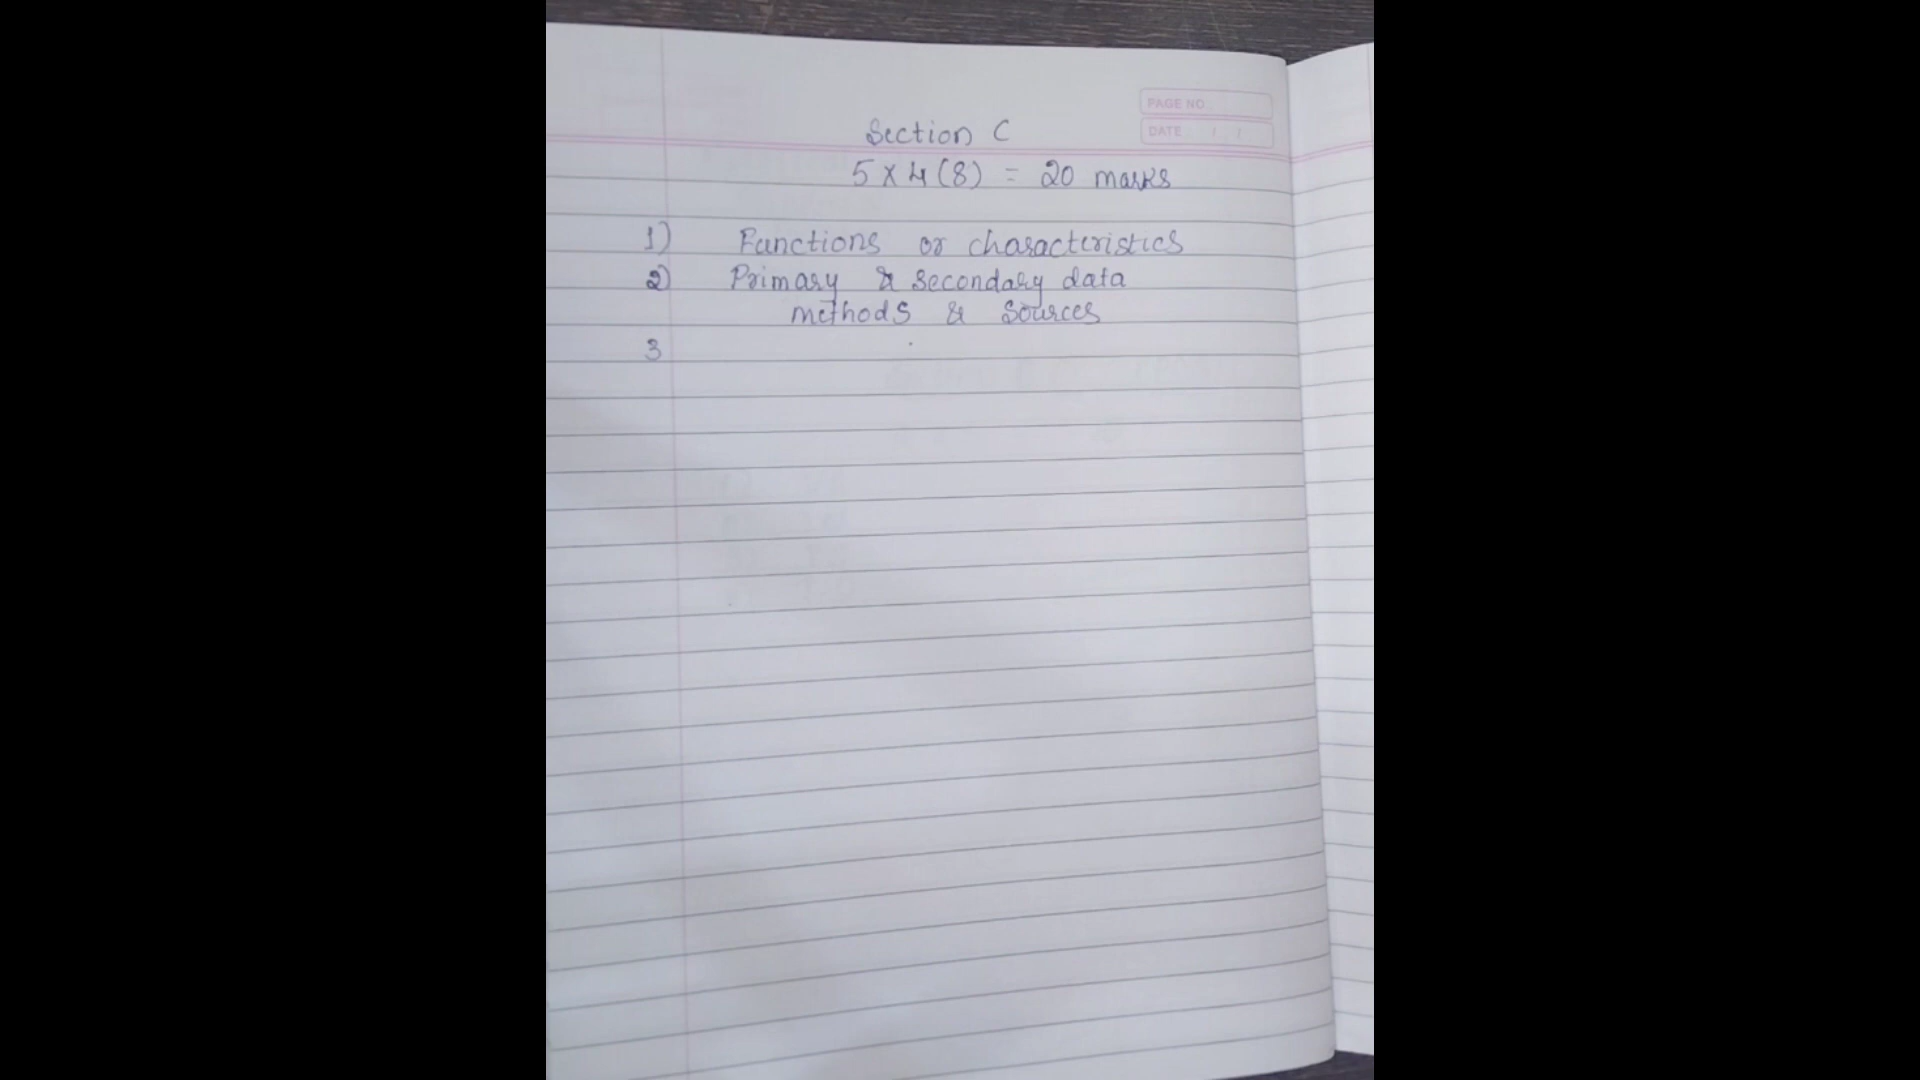 PAGE NO.
DATE / /
Section C
5 x 4 (8) = 20 marks
1) Functions or characteristics
2) Primary & Secondary data
methods & Sources
3